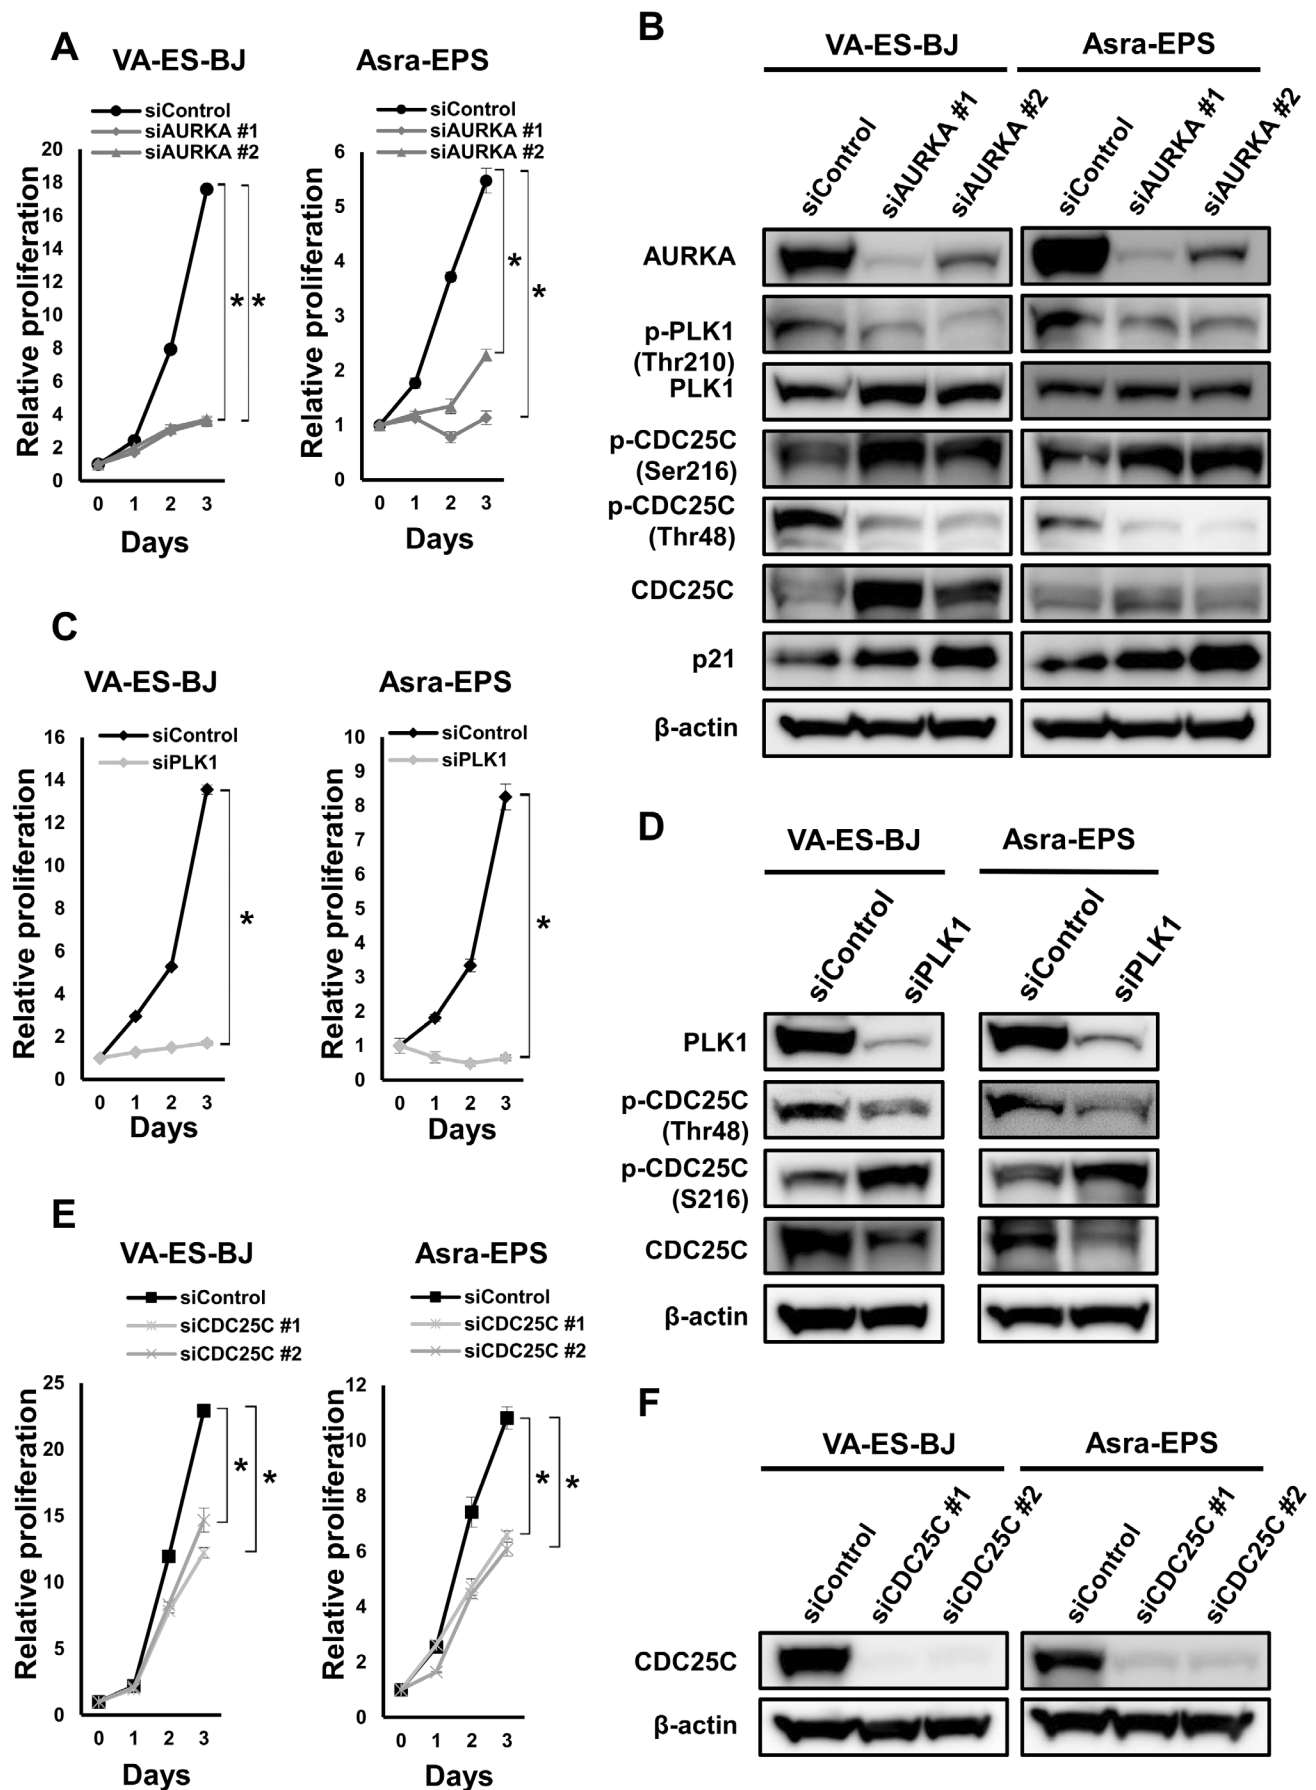 A
VA-ES-BJ
siControl
siAURKA #1
siAURKA #2
Relative proliferation
20
18
16
14
12
10
8
6
4
2
0
* *
0 1 2 3
Days
Asra-EPS
siControl
siAURKA #1
siAURKA #2
Relative proliferation
6
5
4
3
2
1
0
*
*
0 1 2 3
Days
B
VA-ES-BJ
Asra-EPS
siControl
siAURKA #1
siAURKA #2
siControl
siAURKA #1
siAURKA #2
AURKA
p-PLK1
(Thr210)
PLK1
p-CDC25C
(Ser216)
p-CDC25C
(Thr48)
CDC25C
p21
β-actin
C
VA-ES-BJ
siControl
siPLK1
Relative proliferation
16
14
12
10
8
6
4
2
0
*
0 1 2 3
Days
Asra-EPS
siControl
siPLK1
Relative proliferation
10
9
8
7
6
5
4
3
2
1
0
*
0 1 2 3
Days
D
VA-ES-BJ
Asra-EPS
siControl
siPLK1
siControl
siPLK1
PLK1
p-CDC25C
(Thr48)
p-CDC25C
(S216)
CDC25C
β-actin
E
VA-ES-BJ
siControl
siCDC25C #1
siCDC25C #2
Relative proliferation
25
20
15
10
5
0
*
*
0 1 2 3
Days
Asra-EPS
siControl
siCDC25C #1
siCDC25C #2
Relative proliferation
12
10
8
6
4
2
0
*
*
0 1 2 3
Days
F
VA-ES-BJ
Asra-EPS
siControl
siCDC25C #1
siCDC25C #2
siControl
siCDC25C #1
siCDC25C #2
CDC25C
β-actin